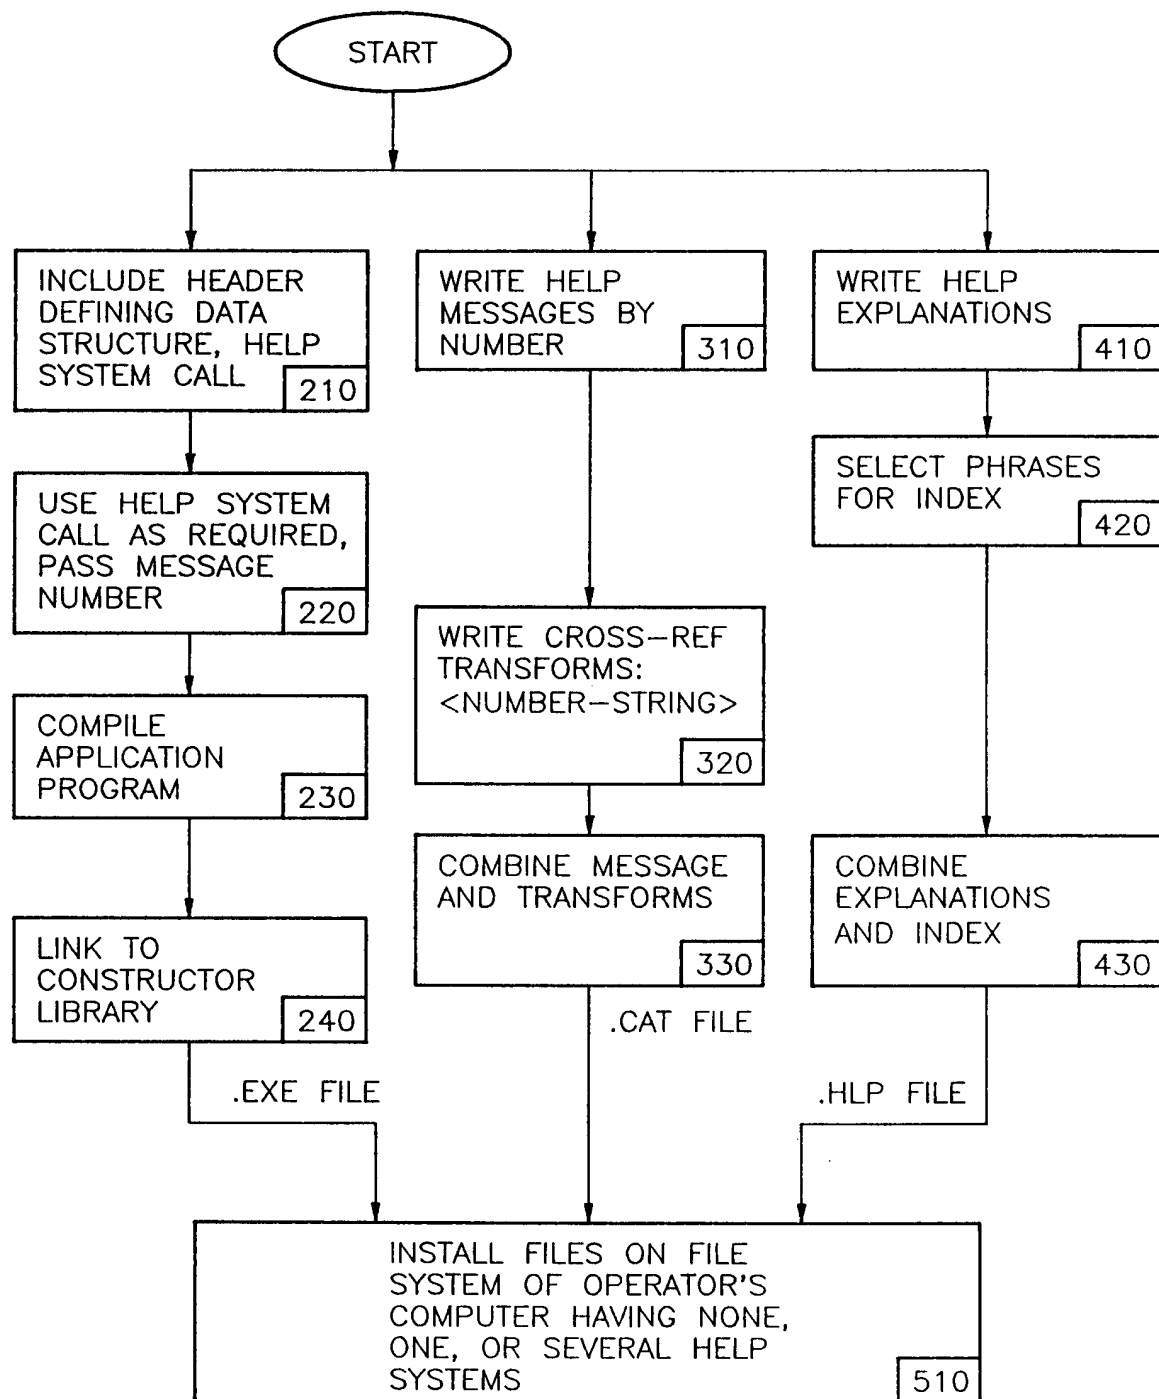 START
INCLUDE HEADER
DEFINING DATA
STRUCTURE, HELP
SYSTEM CALL
210
USE HELP SYSTEM
CALL AS REQUIRED,
PASS MESSAGE
NUMBER
220
COMPILE
APPLICATION
PROGRAM
230
LINK TO
CONSTRUCTOR
LIBRARY
240
.EXE FILE
WRITE HELP
MESSAGES BY
NUMBER
310
WRITE CROSS-REF
TRANSFORMS:
<NUMBER-STRING>
320
COMBINE MESSAGE
AND TRANSFORMS
330
.CAT FILE
WRITE HELP
EXPLANATIONS
410
SELECT PHRASES
FOR INDEX
420
COMBINE
EXPLANATIONS
AND INDEX
430
.HLP FILE
INSTALL FILES ON FILE
SYSTEM OF OPERATOR'S
COMPUTER HAVING NONE,
ONE, OR SEVERAL HELP
SYSTEMS
510